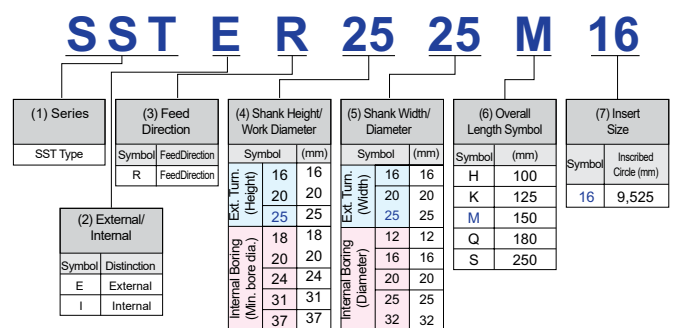 SST E R 25 25 M 16
(1) Series
SST Type
(2) External/
Internal
Symbol Distinction
E External
I Internal
(3) Feed
Direction
Symbol FeedDirection
R FeedDirection
(4) Shank Height/
Work Diameter
Symbol (mm)
Ext. Turn.
(Height)
16 16
20 20
25 25
Internal Boring
(Min. bore dia.)
18 18
20 20
24 24
31 31
37 37
(5) Shank Width/
Diameter
Symbol (mm)
Ext. Turn.
(Width)
16 16
20 20
25 25
Internal Boring
(Diameter)
12 12
16 16
20 20
25 25
32 32
(6) Overall
Length Symbol
Symbol (mm)
H 100
K 125
M 150
Q 180
S 250
(7) Insert
Size
Symbol Inscribed
Circle (mm)
16 9,525